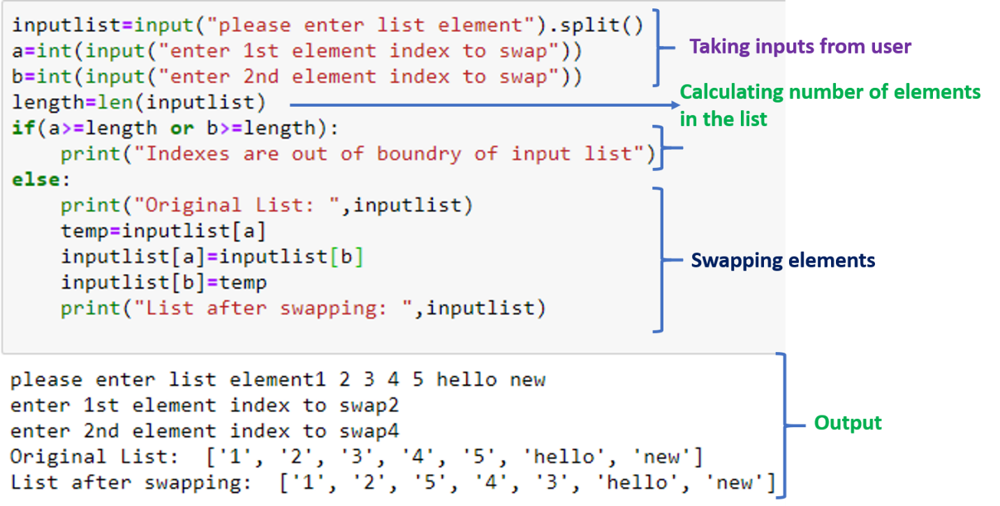 inputlist=input("please enter list element").split()
a=int(input("enter 1st element index to swap"))
b=int(input("enter 2nd element index to swap"))
Taking inputs from user
length=len(inputlist)
Calculating number of elements
in the list
if(a>=length or b>=length):
    print("Indexes are out of boundry of input list")
else:
    print("Original List: ",inputlist)
    temp=inputlist[a]
    inputlist[a]=inputlist[b]
    inputlist[b]=temp
    print("List after swapping: ",inputlist)
Swapping elements
please enter list element1 2 3 4 5 hello new
enter 1st element index to swap2
enter 2nd element index to swap4
Original List:  ['1', '2', '3', '4', '5', 'hello', 'new']
List after swapping:  ['1', '2', '5', '4', '3', 'hello', 'new']
Output